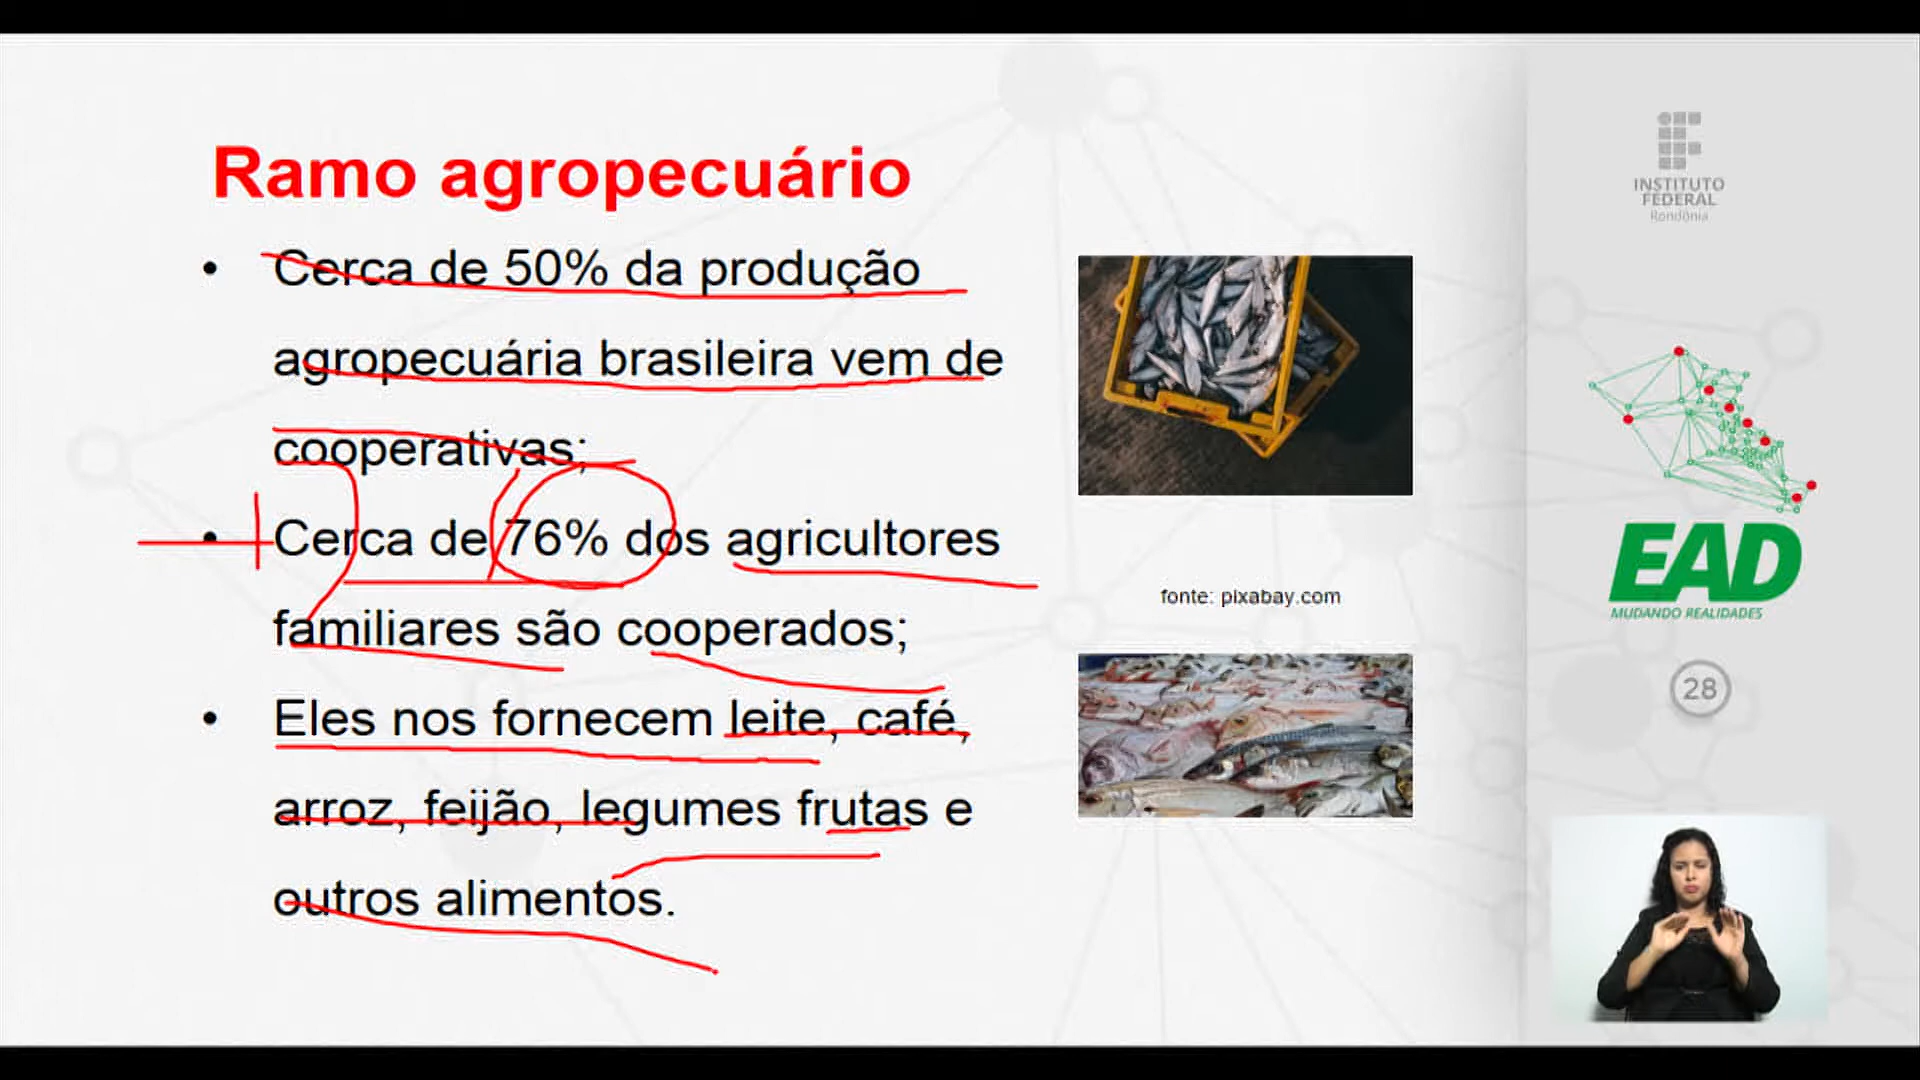 Ramo agropecuário
• Cerca de 50% da produção
agropecuária brasileira vem de
cooperativas;
• Cerca de 76% dos agricultores
familiares são cooperados;
• Eles nos fornecem leite, café,
arroz, feijão, legumes frutas e
outros alimentos.
fonte: pixabay.com
INSTITUTO
FEDERAL
Rondônia
EAD
MUDANDO REALIDADES
28